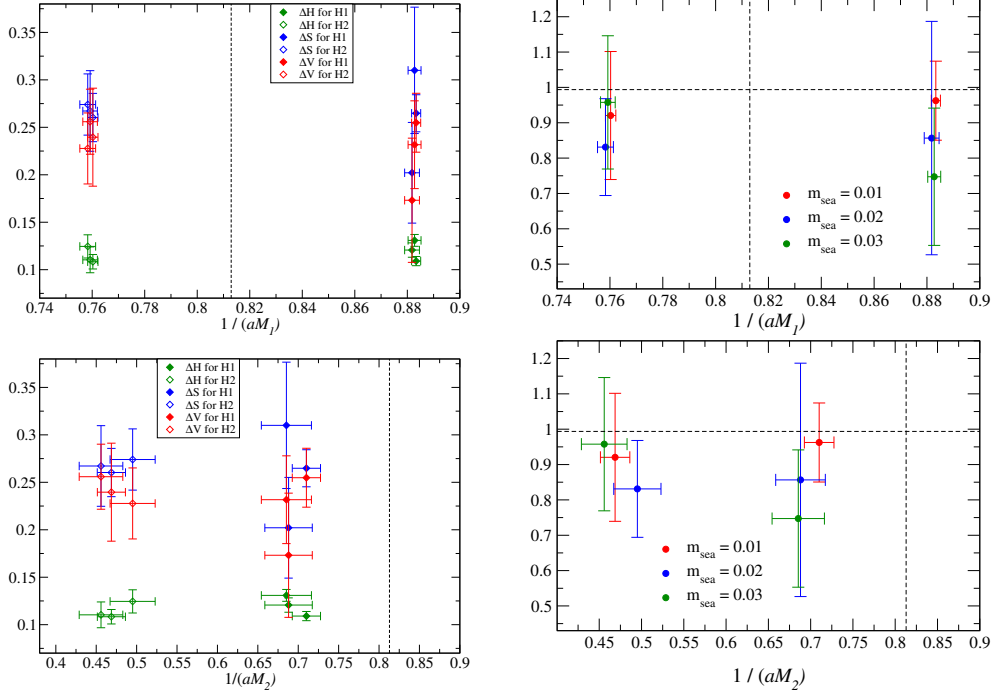 0.35
0.3
0.25
0.2
0.15
0.1
0.74 0.76 0.78 0.8 0.82 0.84 0.86 0.88 0.9
1 / (aM1)
ΔH for H1
ΔH for H2
ΔS for H1
ΔS for H2
ΔV for H1
ΔV for H2
1.2
1.1
1
0.9
0.8
0.7
0.6
0.5
0.74 0.76 0.78 0.8 0.82 0.84 0.86 0.88 0.9
1 / (aM1)
msea = 0.01
msea = 0.02
msea = 0.03
0.35
0.3
0.25
0.2
0.15
0.1
0.4 0.45 0.5 0.55 0.6 0.65 0.7 0.75 0.8 0.85 0.9
1/(aM2)
ΔH for H1
ΔH for H2
ΔS for H1
ΔS for H2
ΔV for H1
ΔV for H2
1.2
1.1
1
0.9
0.8
0.7
0.6
0.5
0.45 0.5 0.55 0.6 0.65 0.7 0.75 0.8 0.85 0.9
1 / (aM2)
msea = 0.01
msea = 0.02
msea = 0.03